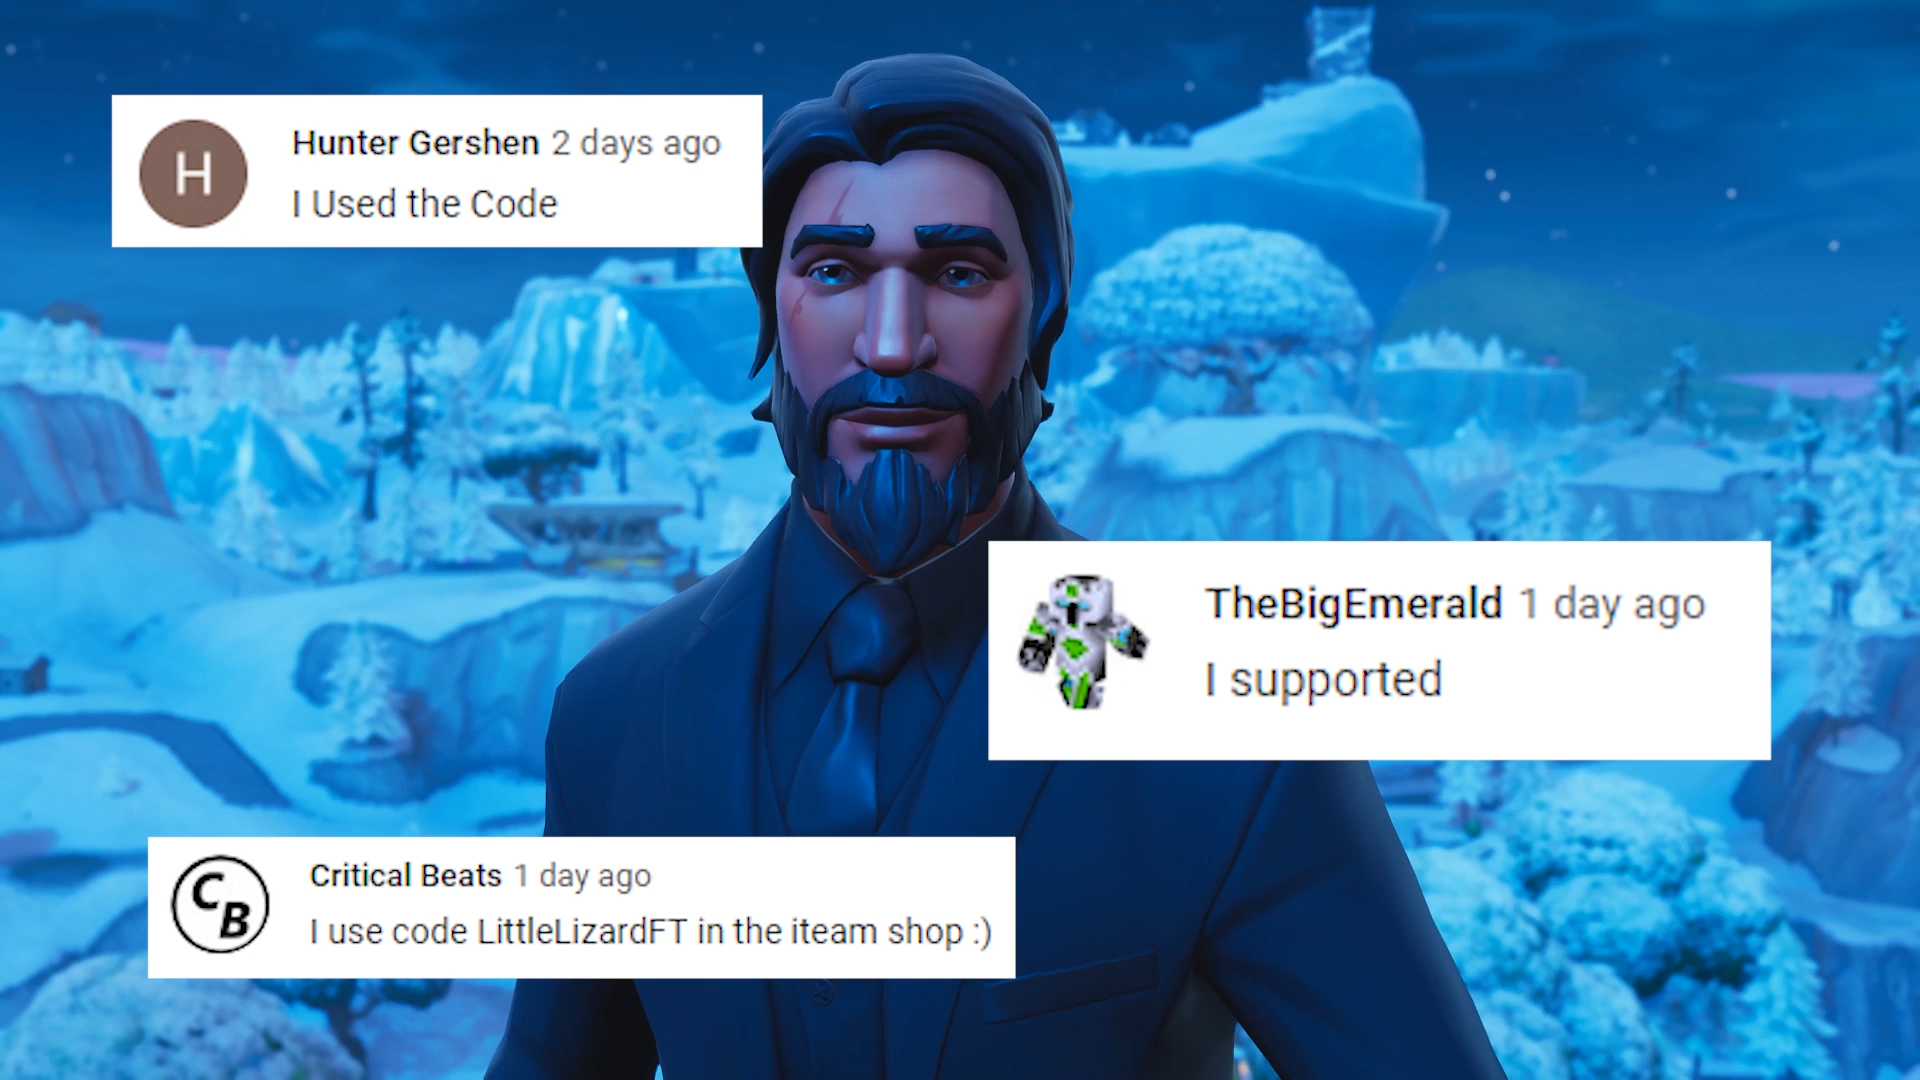 H
Hunter Gershen 2 days ago
I Used the Code
TheBigEmerald 1 day ago
I supported
CB
Critical Beats 1 day ago
I use code LittleLizardFT in the iteam shop :)